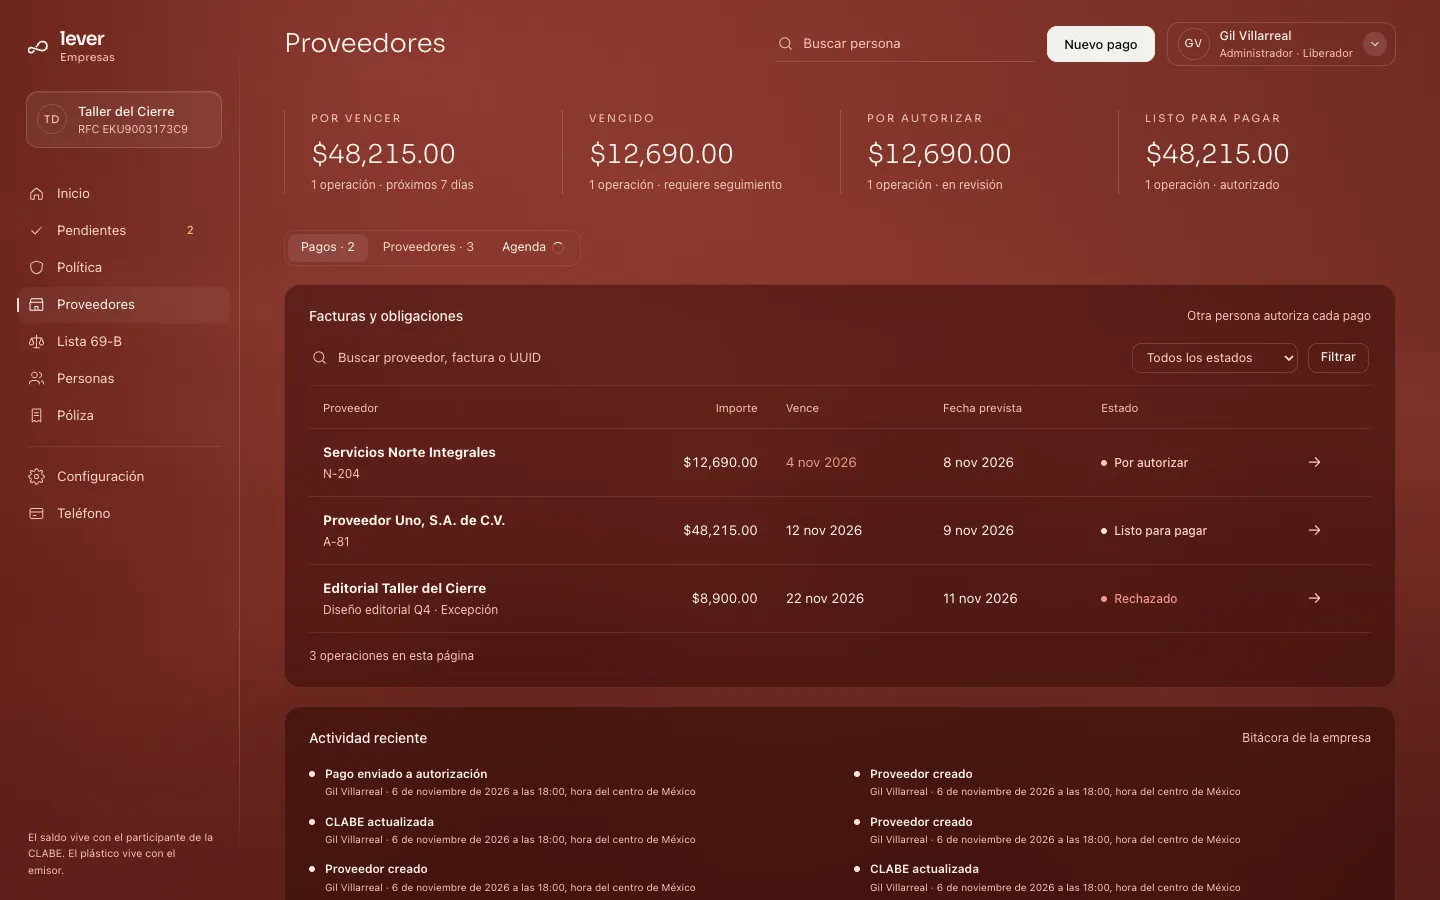 lever
Empresas
TD
Taller del Cierre
RFC EKU9003173C9
Inicio
Pendientes 2
Política
Proveedores
Lista 69-B
Personas
Póliza
Configuración
Teléfono
El saldo vive con el participante de la
CLABE. El plástico vive con el
emisor.
Proveedores
Buscar persona
Nuevo pago
GV
Gil Villarreal
Administrador · Liberador
POR VENCER
$48,215.00
1 operación · próximos 7 días
VENCIDO
$12,690.00
1 operación · requiere seguimiento
POR AUTORIZAR
$12,690.00
1 operación · en revisión
LISTO PARA PAGAR
$48,215.00
1 operación · autorizado
Pagos · 2 Proveedores · 3 Agenda
Facturas y obligaciones Otra persona autoriza cada pago
Buscar proveedor, factura o UUID Todos los estados Filtrar
Proveedor Importe Vence Fecha prevista Estado
Servicios Norte Integrales
N-204
$12,690.00 4 nov 2026 8 nov 2026 Por autorizar →
Proveedor Uno, S.A. de C.V.
A-81
$48,215.00 12 nov 2026 9 nov 2026 Listo para pagar →
Editorial Taller del Cierre
Diseño editorial Q4 · Excepción
$8,900.00 22 nov 2026 11 nov 2026 Rechazado →
3 operaciones en esta página
Actividad reciente Bitácora de la empresa
Pago enviado a autorización
Gil Villarreal · 6 de noviembre de 2026 a las 18:00, hora del centro de México
Proveedor creado
Gil Villarreal · 6 de noviembre de 2026 a las 18:00, hora del centro de México
CLABE actualizada
Gil Villarreal · 6 de noviembre de 2026 a las 18:00, hora del centro de México
Proveedor creado
Gil Villarreal · 6 de noviembre de 2026 a las 18:00, hora del centro de México
Proveedor creado
Gil Villarreal · 6 de noviembre de 2026 a las 18:00, hora del centro de México
CLABE actualizada
Gil Villarreal · 6 de noviembre de 2026 a las 18:00, hora del centro de México